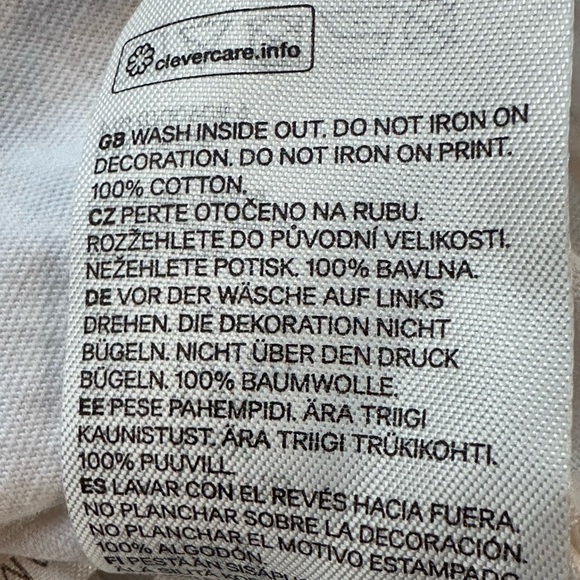 clevercare.info
GB WASH INSIDE OUT. DO NOT IRON ON
DECORATION. DO NOT IRON ON PRINT.
100% COTTON.
CZ PERTE OTOČENO NA RUBU.
ROZŽEHLETE DO PŮVODNÍ VELIKOSTI.
NEŽEHLETE POTISK. 100% BAVLNA.
DE VOR DER WÄSCHE AUF LINKS
DREHEN. DIE DEKORATION NICHT
BÜGELN. NICHT ÜBER DEN DRUCK
BÜGELN. 100% BAUMWOLLE.
EE PESE PAHEMPIDI. ÄRA TRIIGI
KAUNISTUST. ÄRA TRIIGI TRÜKIKOHTI.
100% PUUVILL.
ES LAVAR CON EL REVÉS HACIA FUERA.
NO PLANCHAR SOBRE LA DECORACIÓN.
NO PLANCHAR EL MOTIVO ESTAMPADO.
100% ALGODÓN.
FI PESTÄÄN